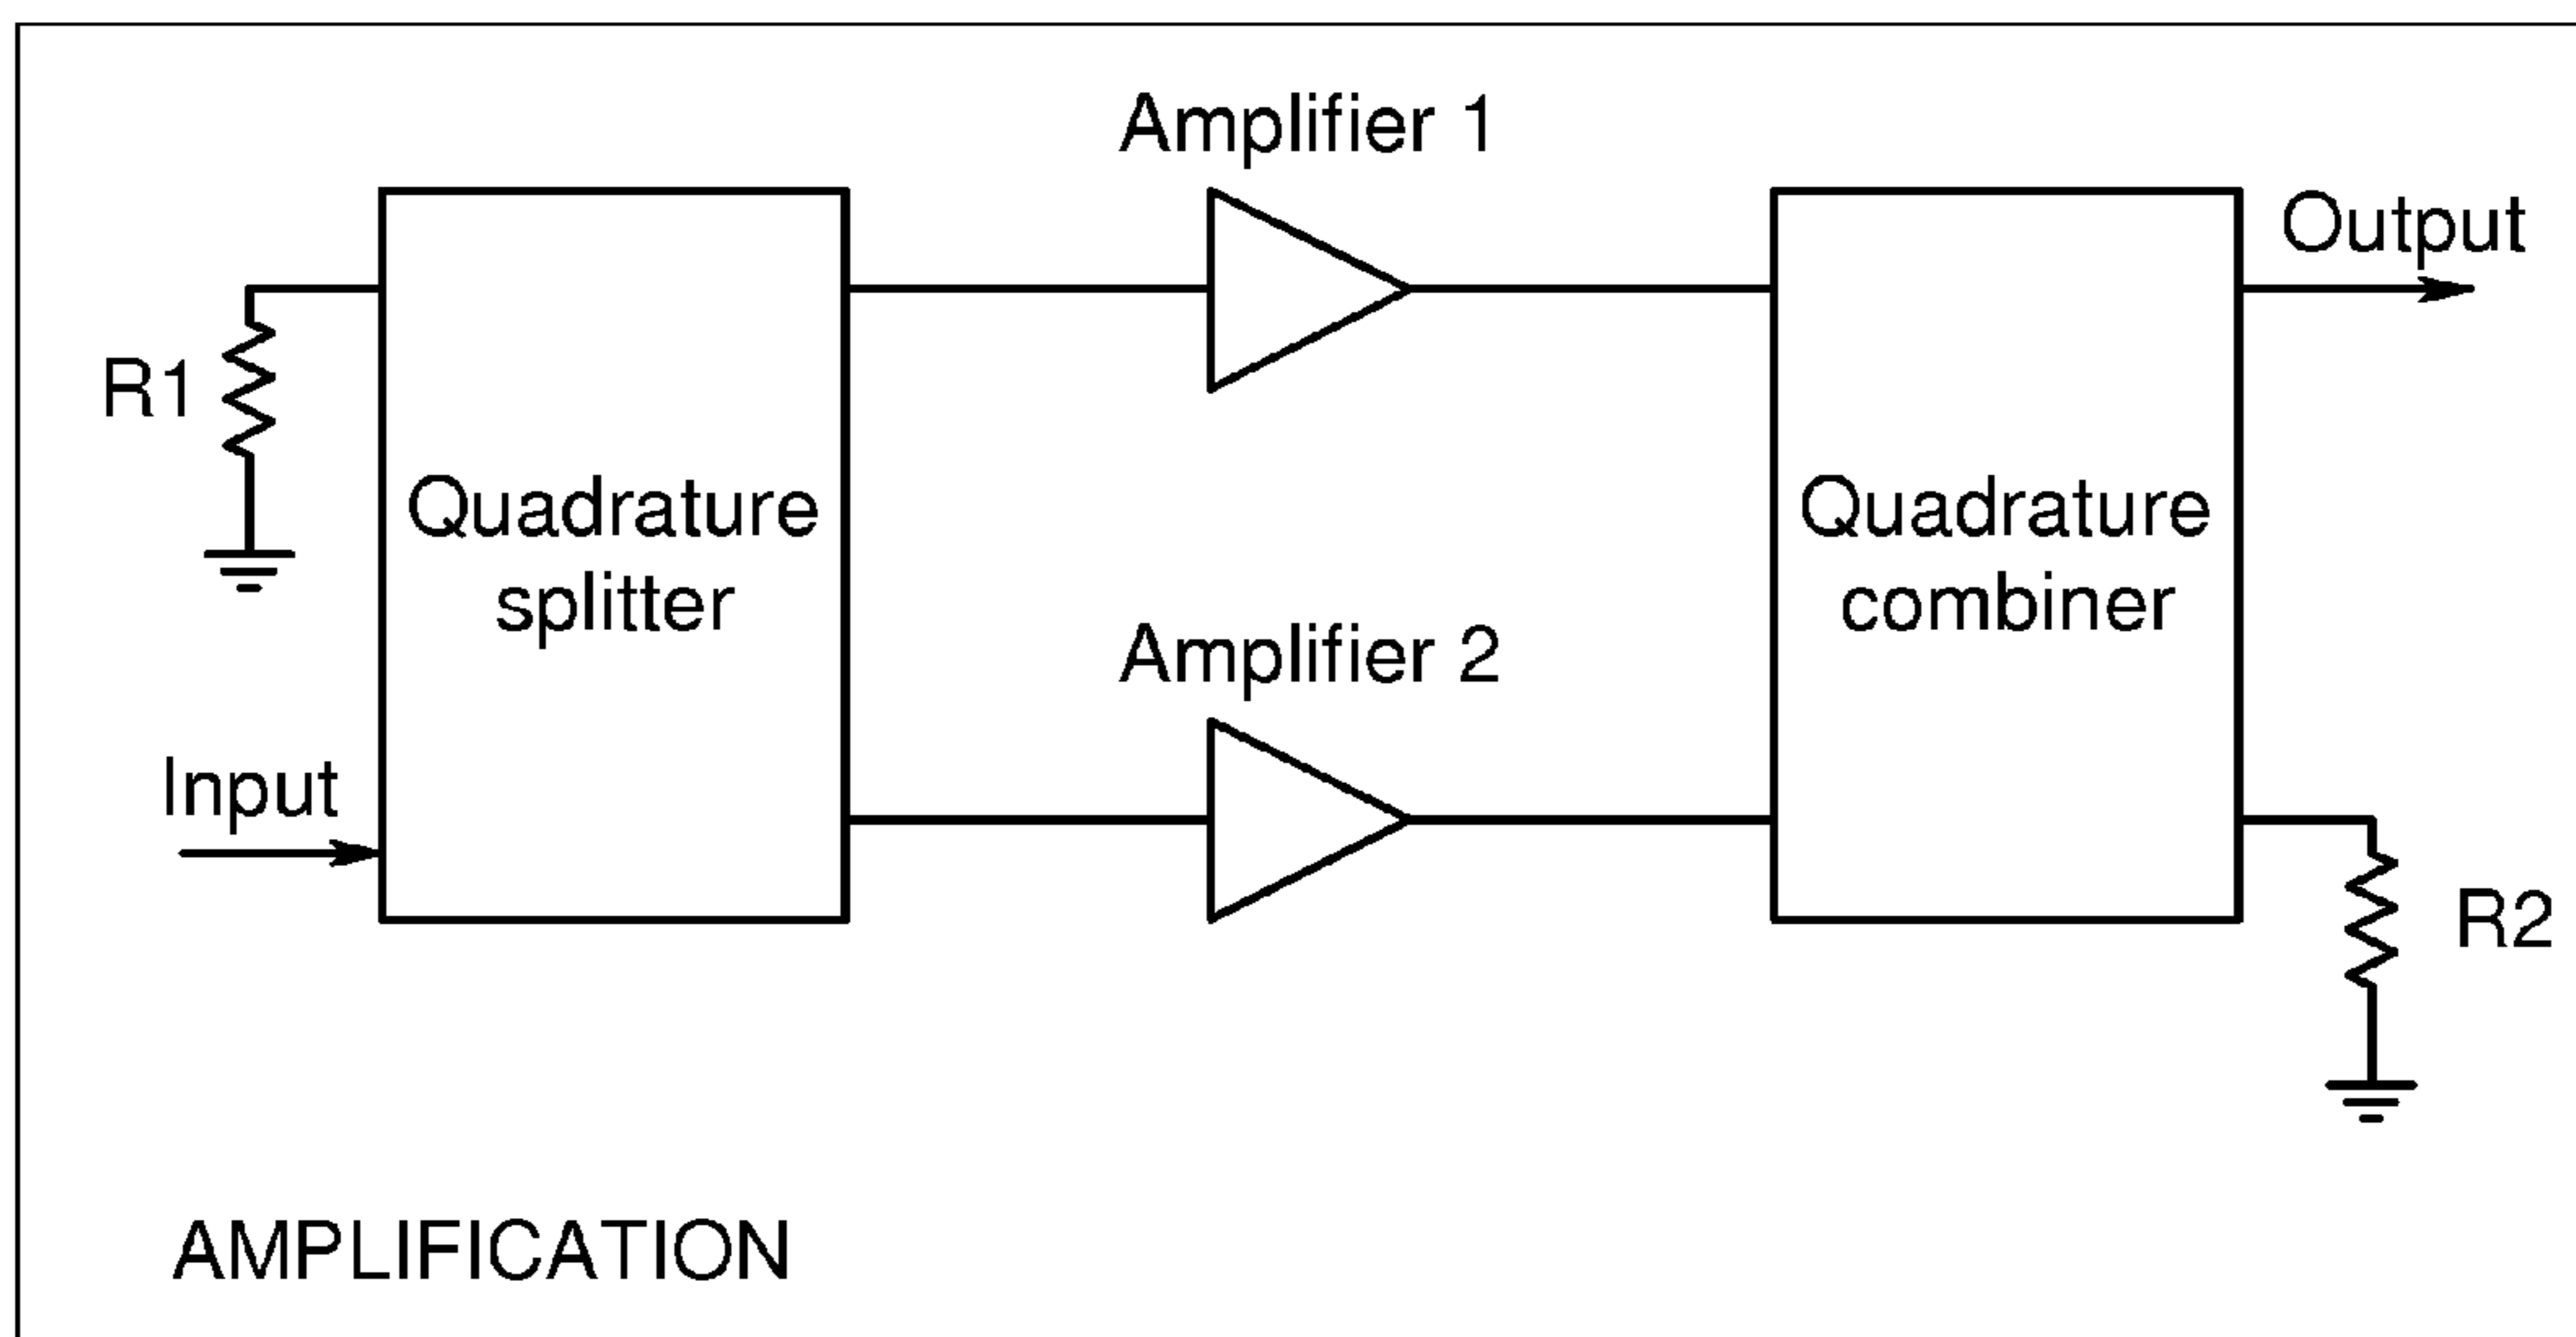 Amplifier 1
Output
R1
Quadrature
splitter
Quadrature
combiner
Amplifier 2
Input
R2
AMPLIFICATION